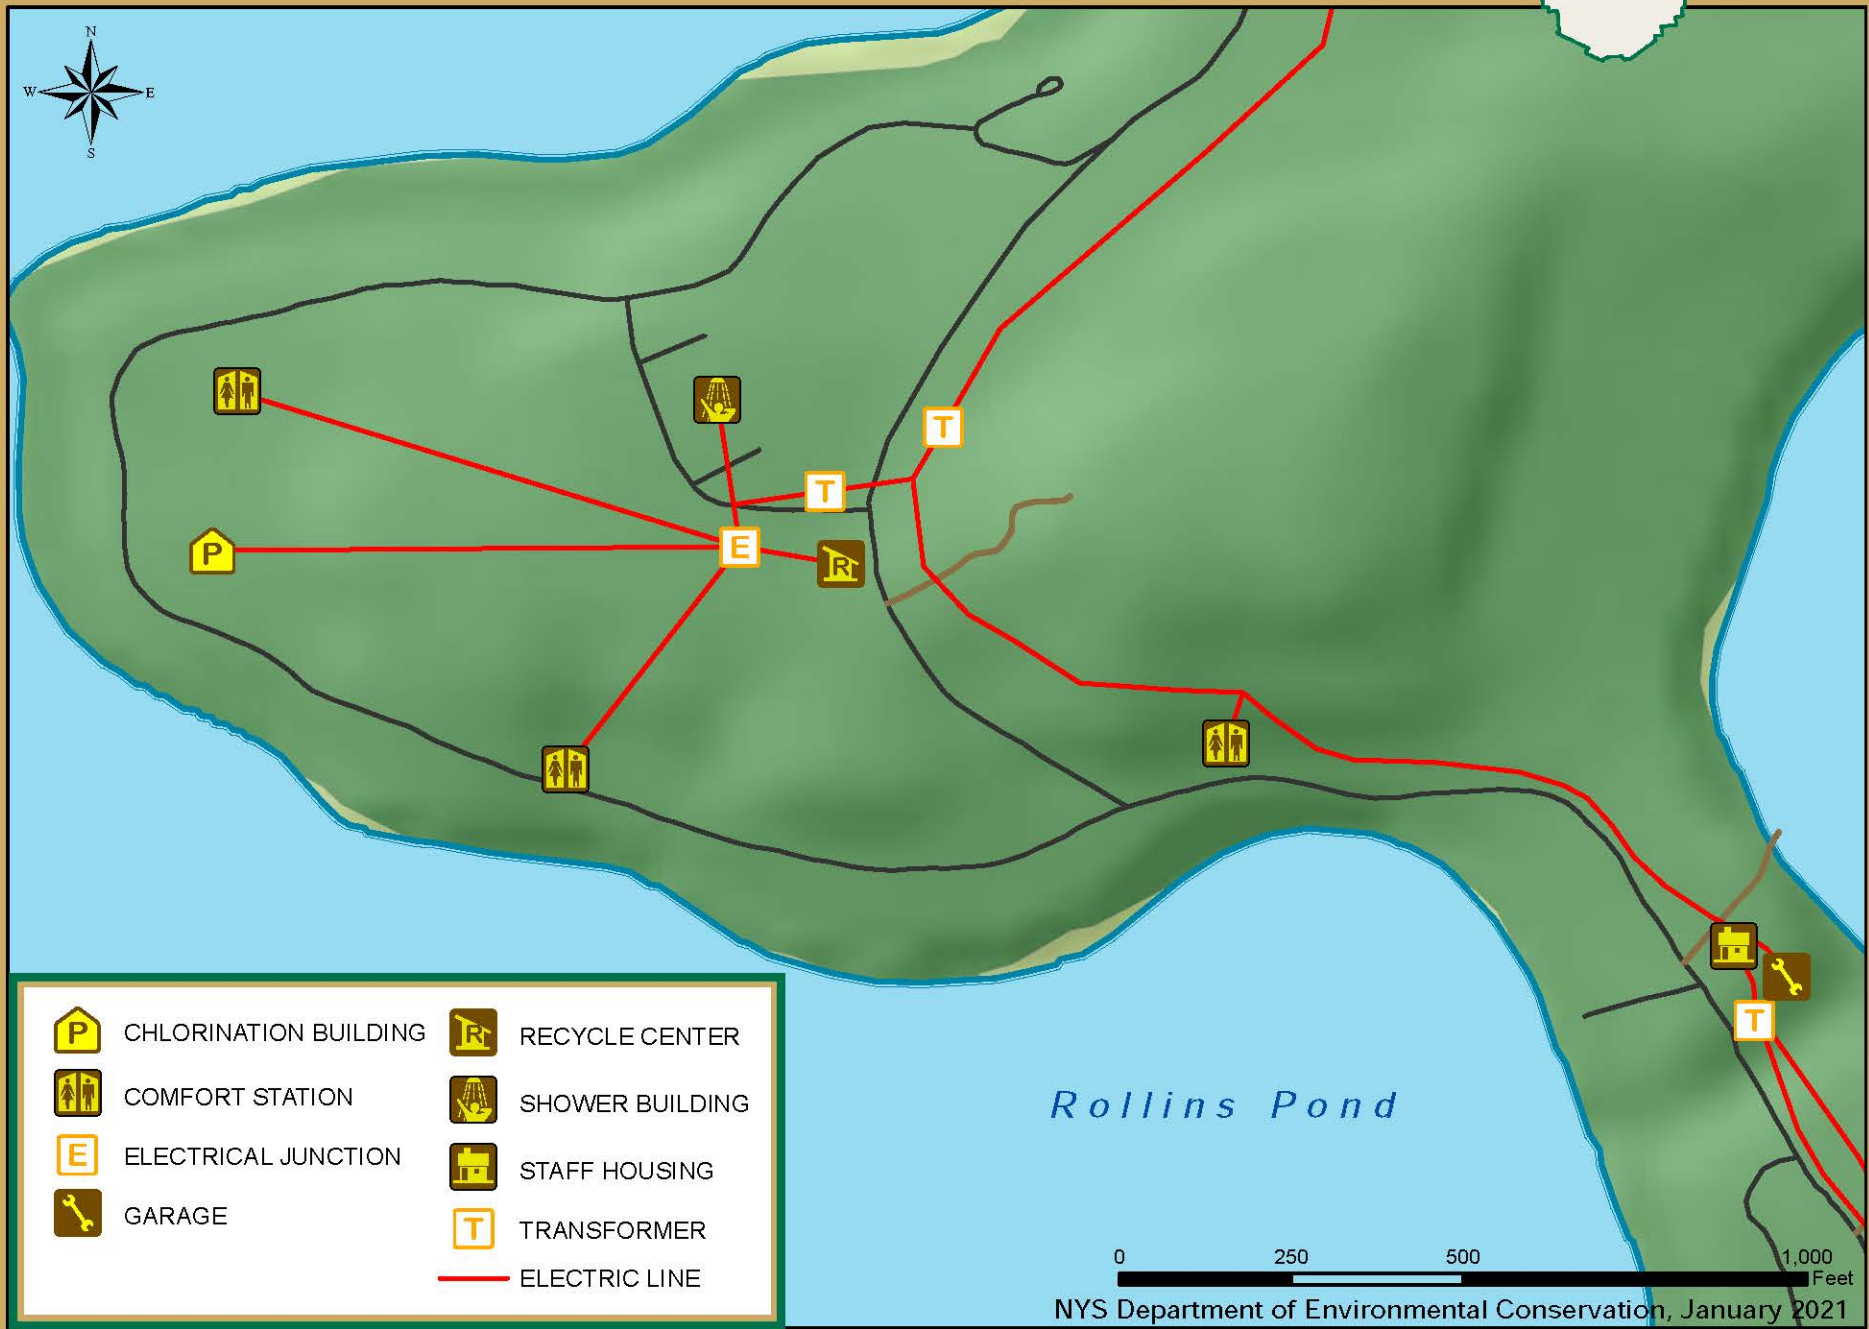 N
W E
S
T
T
E
P
R
T
P CHLORINATION BUILDING
COMFORT STATION
E ELECTRICAL JUNCTION
GARAGE
R RECYCLE CENTER
SHOWER BUILDING
STAFF HOUSING
T TRANSFORMER
ELECTRIC LINE
Rollins Pond
0 250 500 1,000
Feet
NYS Department of Environmental Conservation, January 2021